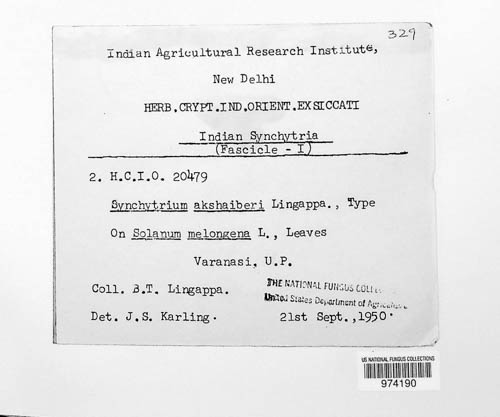 329
Indian Agricultural Research Institute,
New Delhi
HERB.CRYPT.IND.ORIENT.EXSICCATI
Indian Synchytria
(Fascicle - I)
2. H.C.I.O. 20479
Synchytrium akshaiberi Lingappa., Type
On Solanum melongena L., Leaves
Varanasi, U.P.
Coll. B.T. Lingappa.
THE NATIONAL FUNGUS
United States Department of
Det. J.S. Karling.
21st Sept.,1950.
US NATIONAL FUNGUS COLLECTIONS
974190